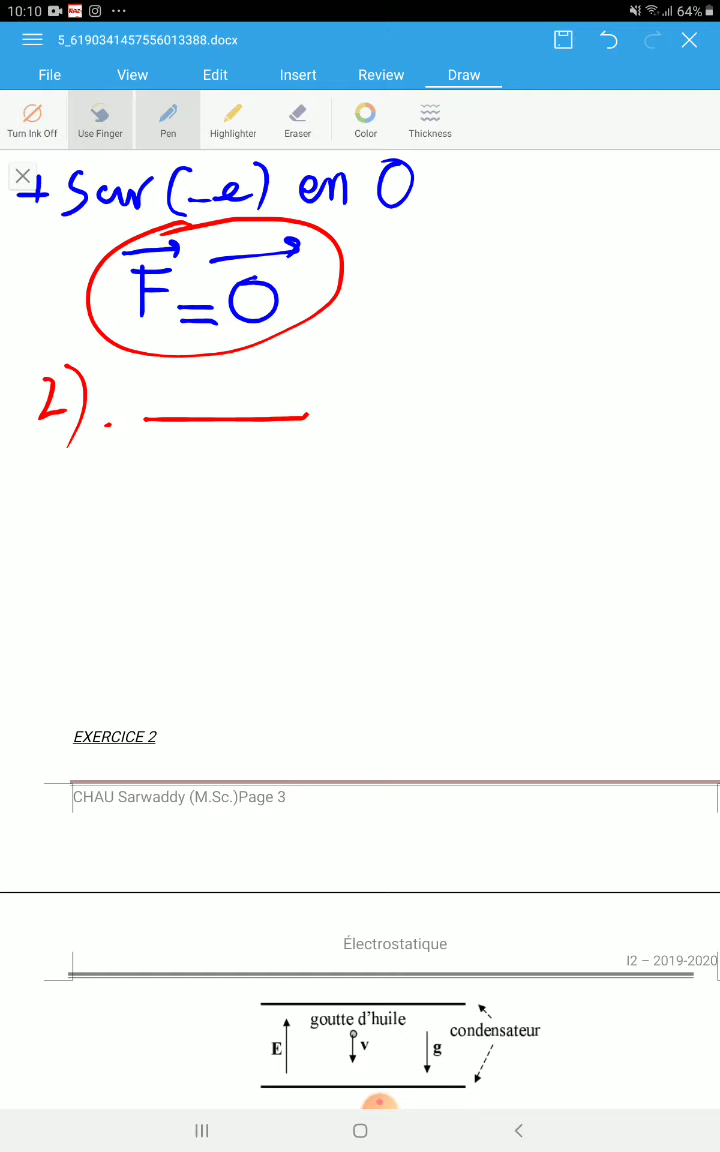 10:10 64%
5_6190341457556013388.docx
File View Edit Insert Review Draw
Turn Ink Off Use Finger Pen Highlighter Eraser Color Thickness
+ Sur (-e) en O
F = O
2).
EXERCICE 2
CHAU Sarwaddy (M.Sc.)Page 3
Électrostatique
I2 – 2019-2020
goutte d'huile
condensateur
E v g